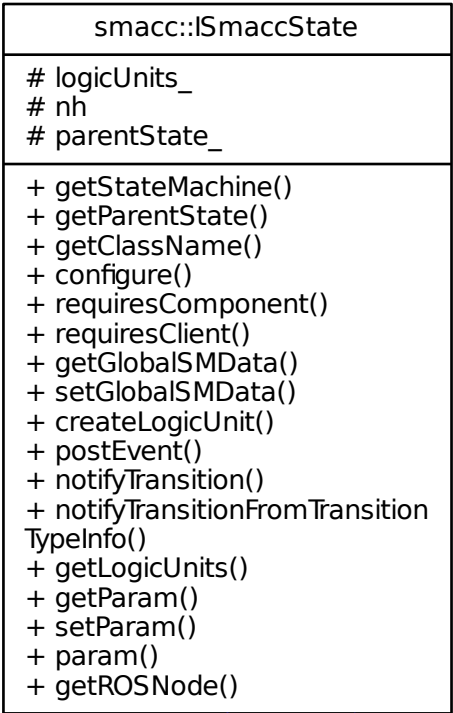 smacc::ISmaccState
# logicUnits_
# nh
# parentState_
+ getStateMachine()
+ getParentState()
+ getClassName()
+ configure()
+ requiresComponent()
+ requiresClient()
+ getGlobalSMData()
+ setGlobalSMData()
+ createLogicUnit()
+ postEvent()
+ notifyTransition()
+ notifyTransitionFromTransition
TypeInfo()
+ getLogicUnits()
+ getParam()
+ setParam()
+ param()
+ getROSNode()